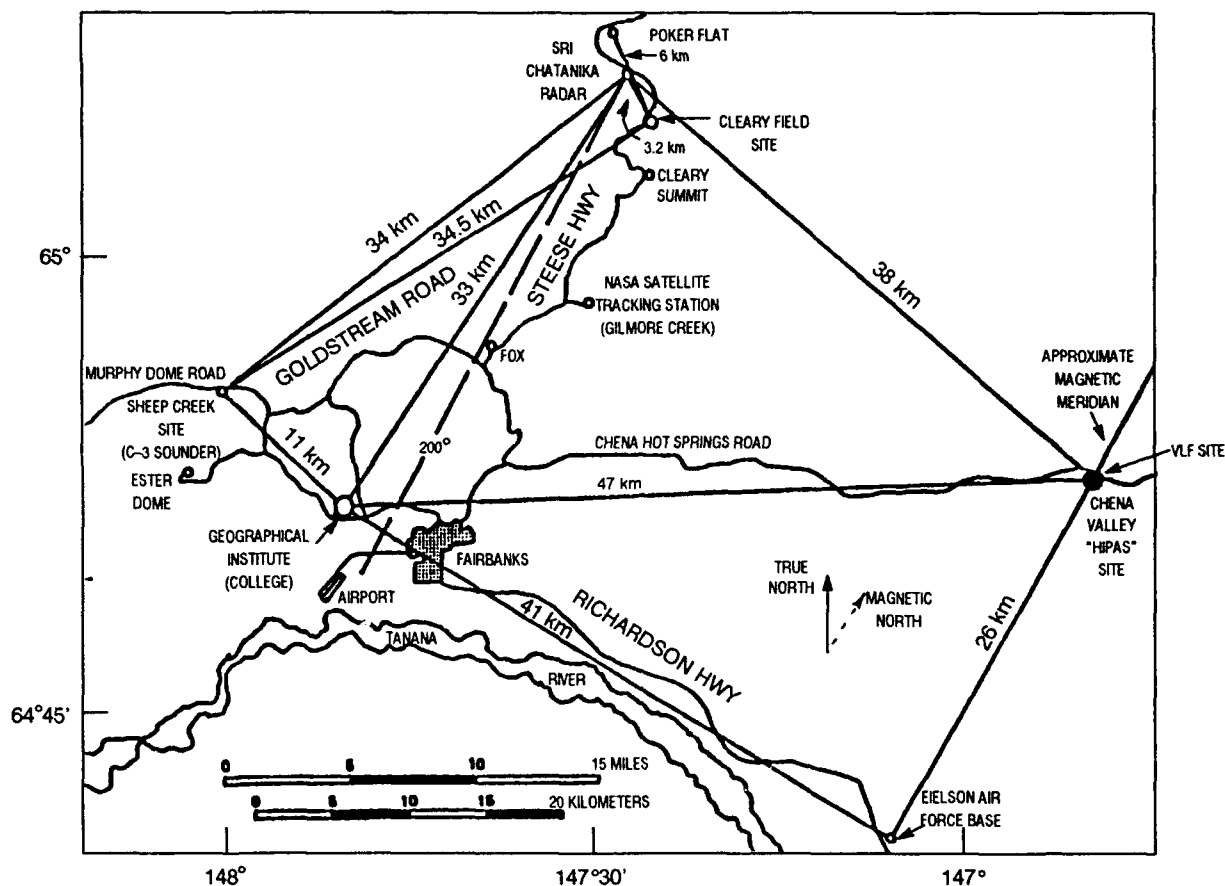 POKER FLAT
6 km
SRI
CHATANIKA
RADAR
CLEARY FIELD
SITE
3.2 km
CLEARY
SUMMIT
34 km
34.5 km
33 km
STEESE HWY
38 km
65°
GOLDSTREAM ROAD
NASA SATELLITE
TRACKING STATION
(GILMORE CREEK)
FOX
APPROXIMATE
MAGNETIC
MERIDIAN
MURPHY DOME ROAD
SHEEP CREEK
SITE
(C-3 SOUNDER)
11 km
200°
CHENA HOT SPRINGS ROAD
VLF SITE
ESTER
DOME
47 km
CHENA
VALLEY
"HIPAS"
SITE
GEOGRAPHICAL
INSTITUTE
(COLLEGE)
FAIRBANKS
AIRPORT
TRUE
NORTH
MAGNETIC
NORTH
41 km
RICHARDSON HWY
26 km
TANANA
RIVER
64°45'
0 5 10 15 MILES
0 5 10 15 20 KILOMETERS
EIELSON AIR
FORCE BASE
148° 147°30' 147°